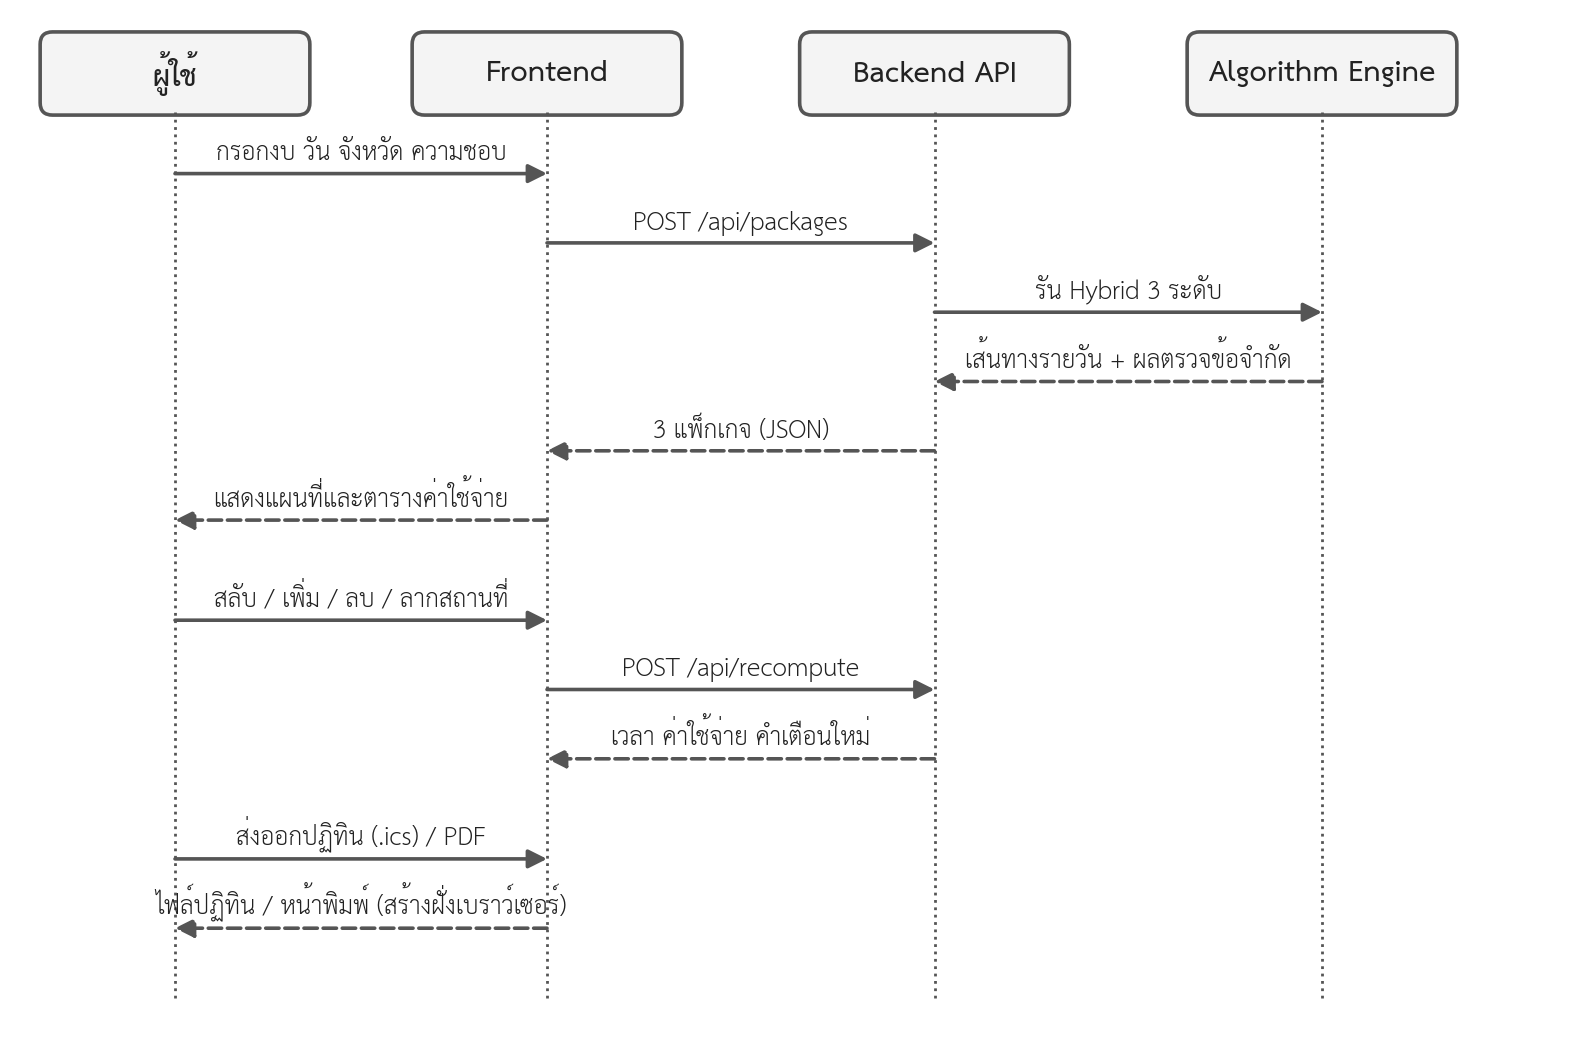 ผู้ใช้
Frontend
Backend API
Algorithm Engine
กรอกงบ วัน จังหวัด ความชอบ
POST /api/packages
รัน Hybrid 3 ระดับ
เส้นทางรายวัน + ผลตรวจข้อจำกัด
3 แพ็กเกจ (JSON)
แสดงแผนที่และตารางค่าใช้จ่าย
สลับ / เพิ่ม / ลบ / ลากสถานที่
POST /api/recompute
เวลา ค่าใช้จ่าย คำเตือนใหม่
ส่งออกปฏิทิน (.ics) / PDF
ไฟล์ปฏิทิน / หน้าพิมพ์ (สร้างฝั่งเบราว์เซอร์)